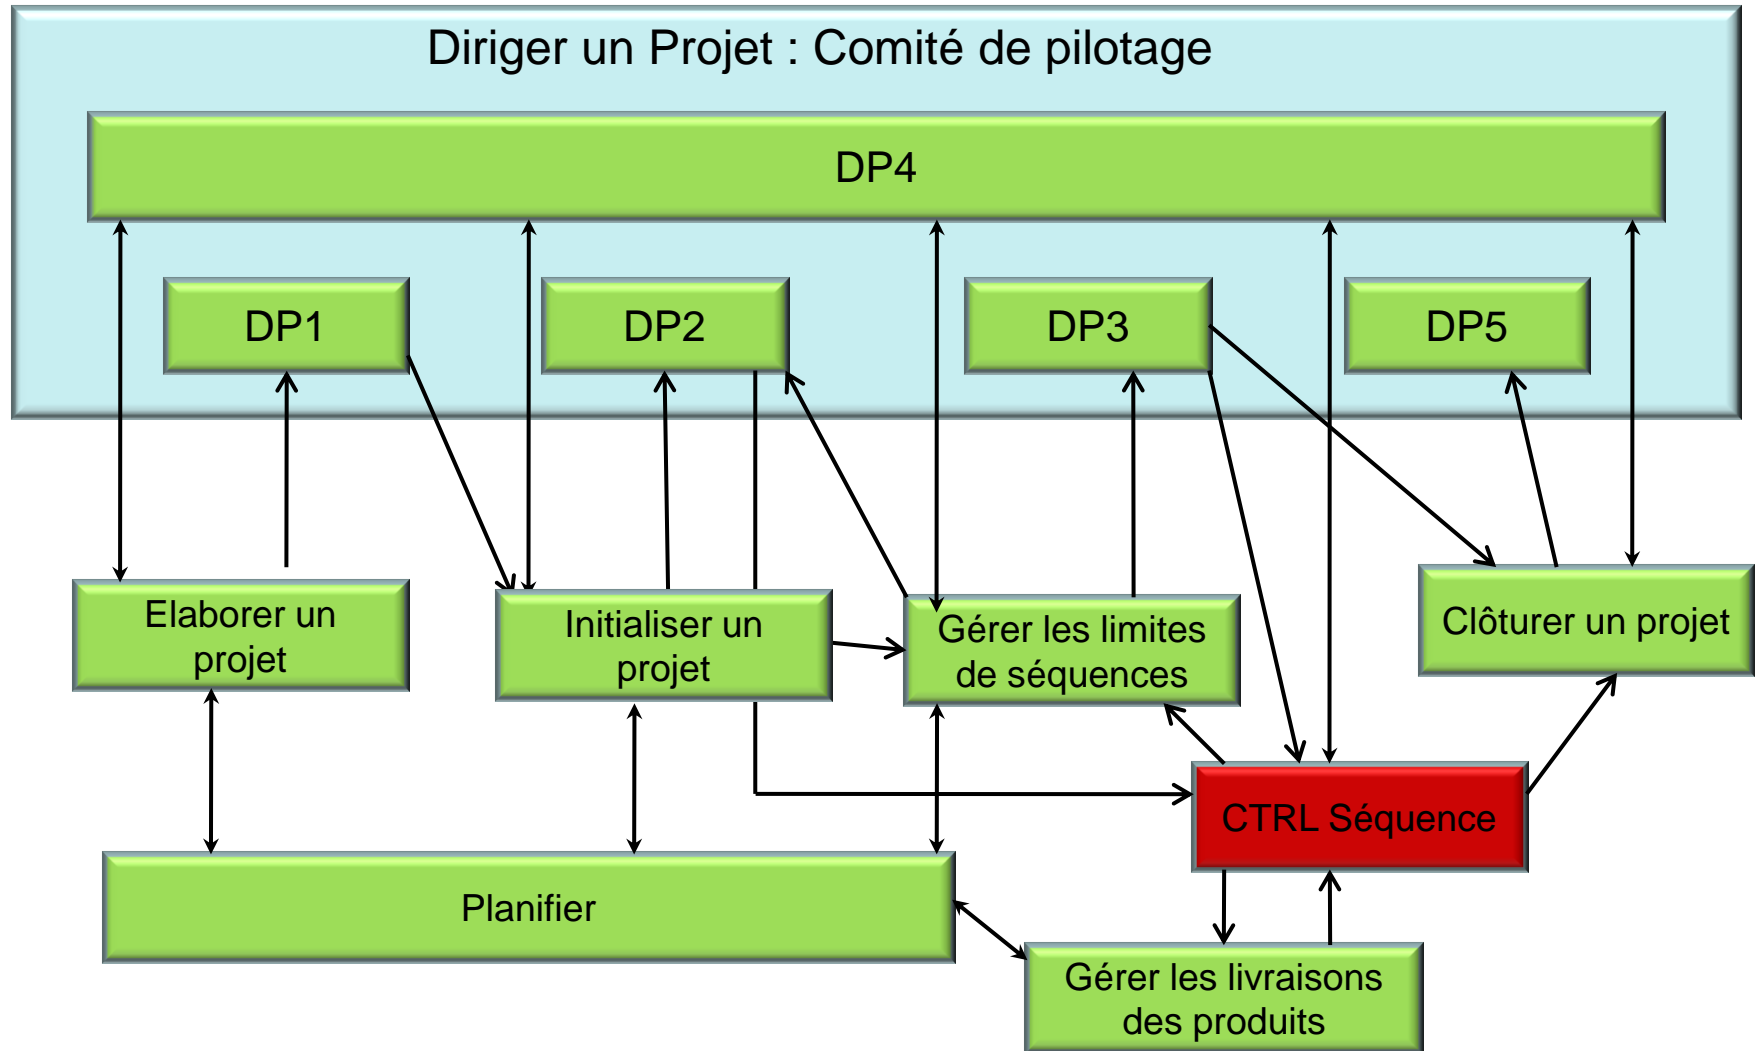 Diriger un Projet : Comité de pilotage
DP4
DP1
DP2
DP3
DP5
Elaborer un
projet
Initialiser un
projet
Gérer les limites
de séquences
Clôturer un projet
CTRL Séquence
Planifier
Gérer les livraisons
des produits